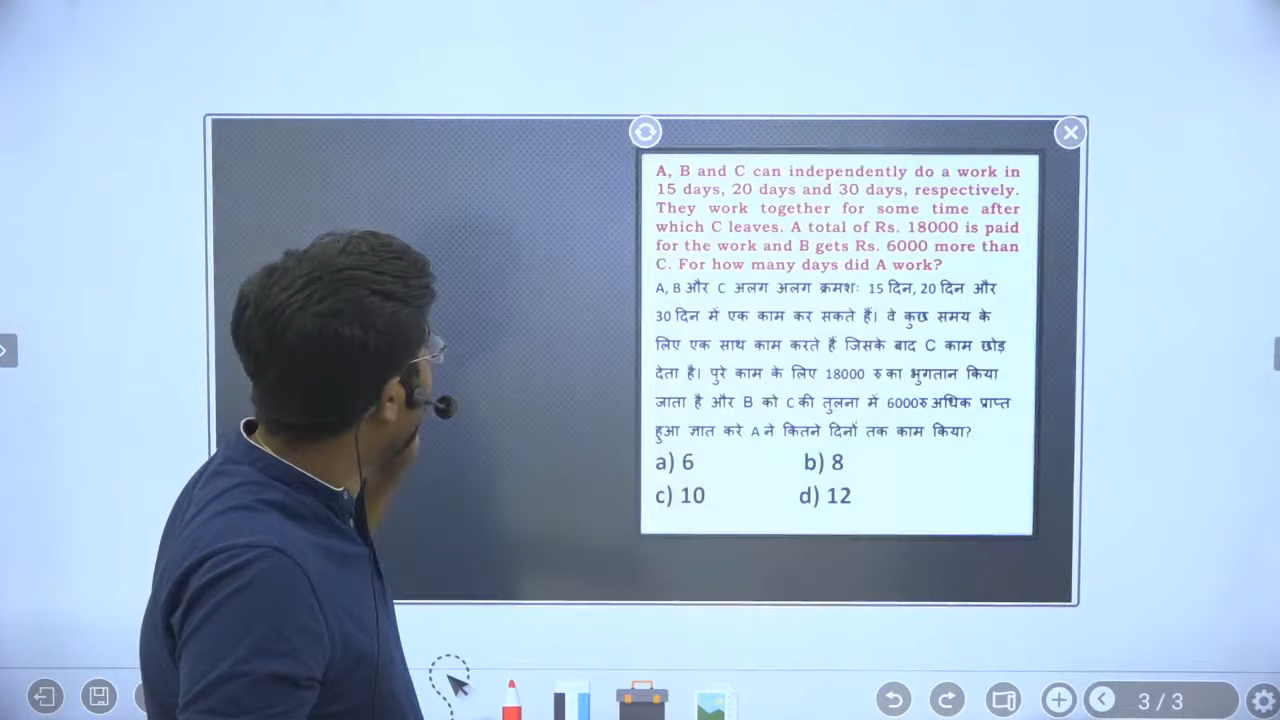 A, B and C can independently do a work in
15 days, 20 days and 30 days, respectively.
They work together for some time after
which C leaves. A total of Rs. 18000 is paid
for the work and B gets Rs. 6000 more than
C. For how many days did A work?
A, B और C अलग अलग क्रमशः 15 दिन, 20 दिन और
30 दिन में एक काम कर सकते हैं। वे कुछ समय के
लिए एक साथ काम करते हैं जिसके बाद C काम छोड़
देता है। पुरे काम के लिए 18000 रु का भुगतान किया
जाता है और B को C की तुलना में 6000रु अधिक प्राप्त
हुआ ज्ञात करे A ने कितने दिनों तक काम किया?
a) 6 b) 8
c) 10 d) 12
3 / 3